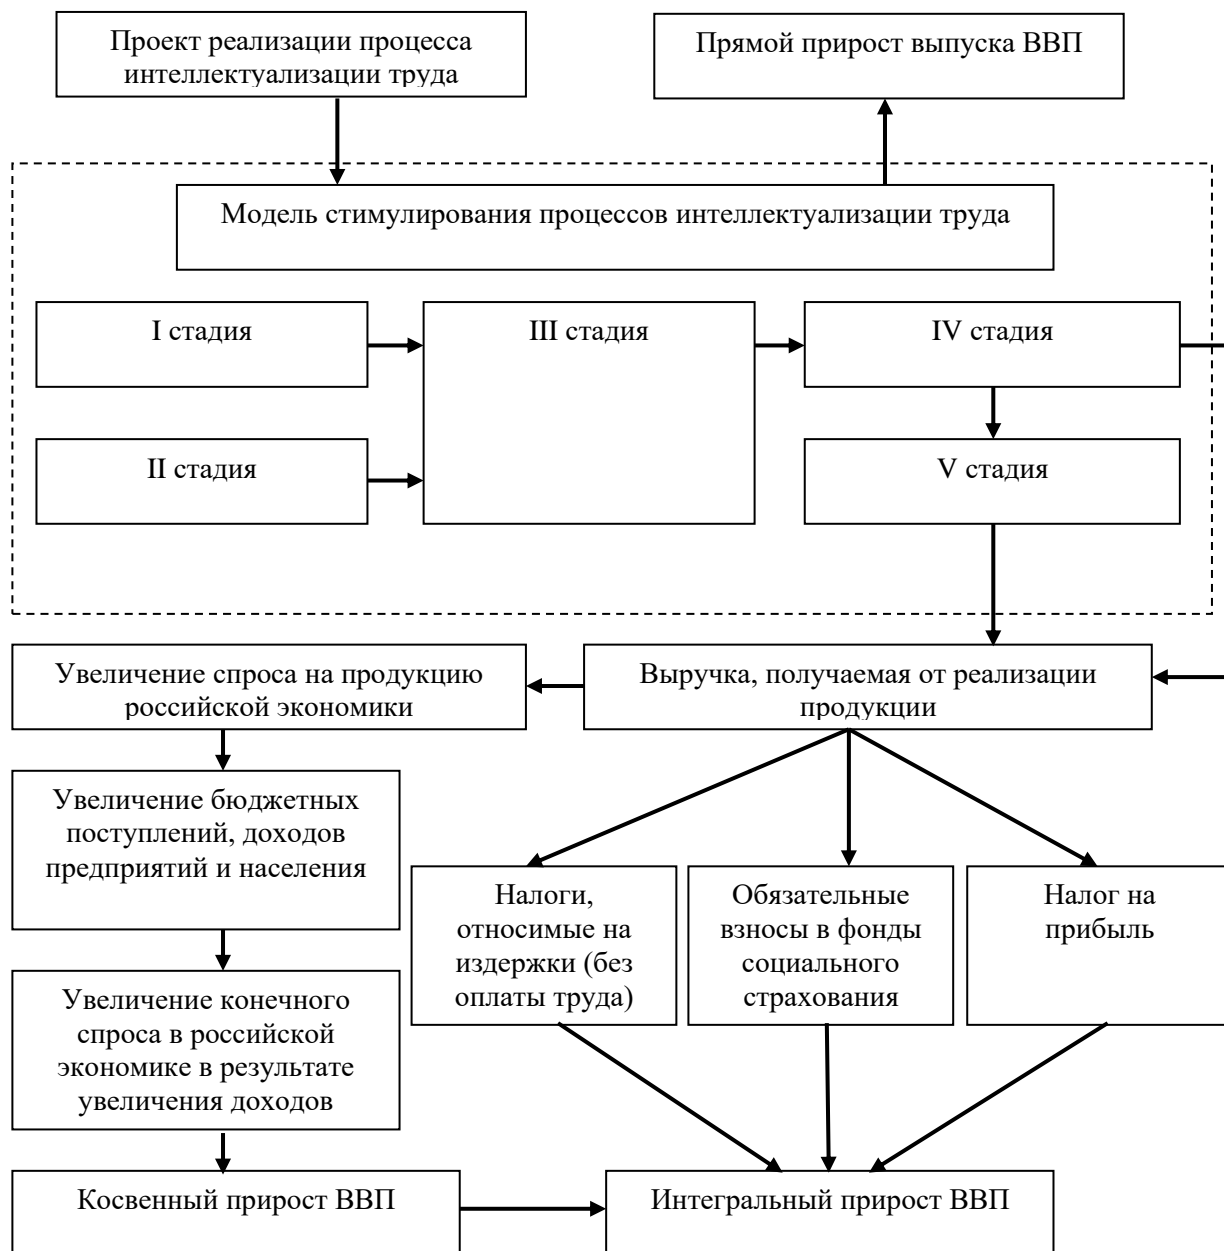 Проект реализации процесса
интеллектуализации труда
Прямой прирост выпуска ВВП
Модель стимулирования процессов интеллектуализации труда
I стадия
III стадия
IV стадия
II стадия
V стадия
Увеличение спроса на продукцию
российской экономики
Выручка, получаемая от реализации
продукции
Увеличение бюджетных
поступлений, доходов
предприятий и населения
Налоги,
относимые на
издержки (без
оплаты труда)
Обязательные
взносы в фонды
социального
страхования
Налог на
прибыль
Увеличение конечного
спроса в российской
экономике в результате
увеличения доходов
Косвенный прирост ВВП
Интегральный прирост ВВП